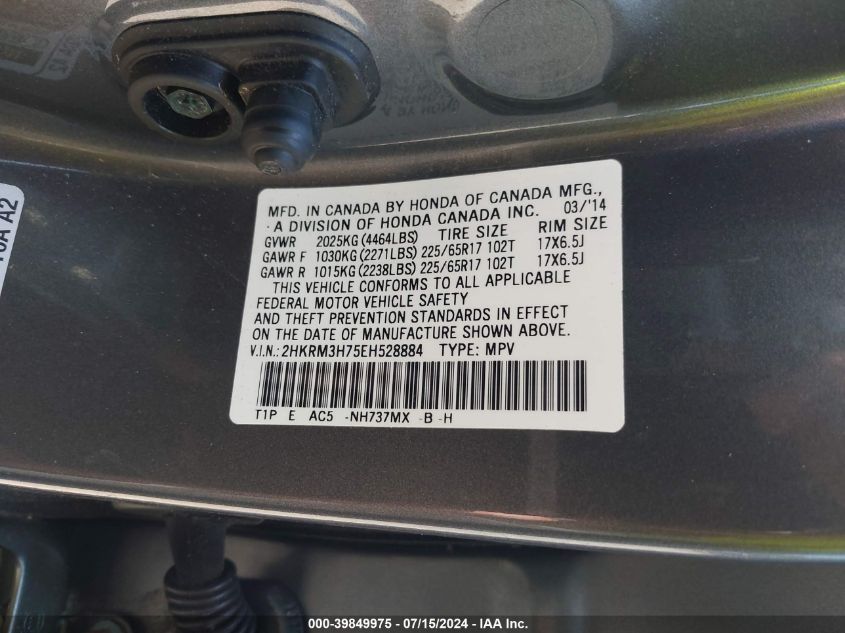 MFD. IN CANADA BY HONDA OF CANADA MFG.,
A DIVISION OF HONDA CANADA INC. 03/'14
GVWR 2025KG (4464LBS) TIRE SIZE RIM SIZE
GAWR F 1030KG (2271LBS) 225/65R17 102T 17X6.5J
GAWR R 1015KG (2238LBS) 225/65R17 102T 17X6.5J
THIS VEHICLE CONFORMS TO ALL APPLICABLE
FEDERAL MOTOR VEHICLE SAFETY
AND THEFT PREVENTION STANDARDS IN EFFECT
ON THE DATE OF MANUFACTURE SHOWN ABOVE.
V.I.N.: 2HKRM3H75EH528884 TYPE: MPV
T1P E AC5 -NH737MX -B -H
A2
000-39849975 - 07/15/2024 - IAA Inc.